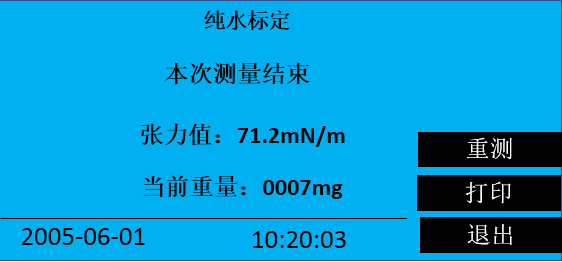 纯水标定
本次测量结束
张力值：71.2mN/m
重测
当前重量：0007mg
打印
2005-06-01
10:20:03
退出